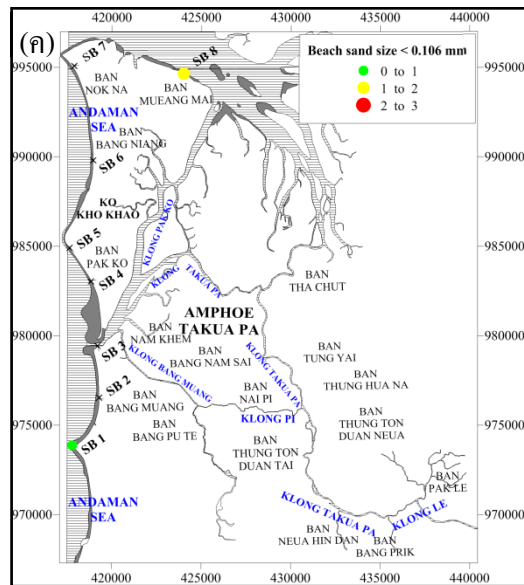 420000 425000 430000 435000 440000
(ค)
SB 7
SB 8
Beach sand size < 0.106 mm
0 to 1
1 to 2
2 to 3
995000
BAN
NOK NA
BAN
MUEANG MAI
ANDAMAN
SEA
BAN
BANG NIANG
990000
SB 6
KO
KHO KHAO
KLONG PAK KO
985000
SB 5
BAN
PAK KO
SB 4
KLONG TAKUA PA
BAN
THA CHUT
AMPHOE
TAKUA PA
980000
SB 3
BAN
NAM KHEM
BAN
BANG NAM SAI
KLONG TAKUA PA
BAN
TUNG YAI
KLONG BANG MUANG
SB 2
BAN
BANG MUANG
BAN
NAI PI
BAN
THUNG HUA NA
975000
SB 1
BAN
BANG PU TE
KLONG PI
BAN
THUNG TON
DUAN NEUA
BAN
THUNG TON
DUAN TAI
BAN
PAK LE
970000
ANDAMAN
SEA
KLONG TAKUA PA
KLONG LE
BAN
NEUA HIN DAN
BAN
BANG PRIK
420000 425000 430000 435000 440000